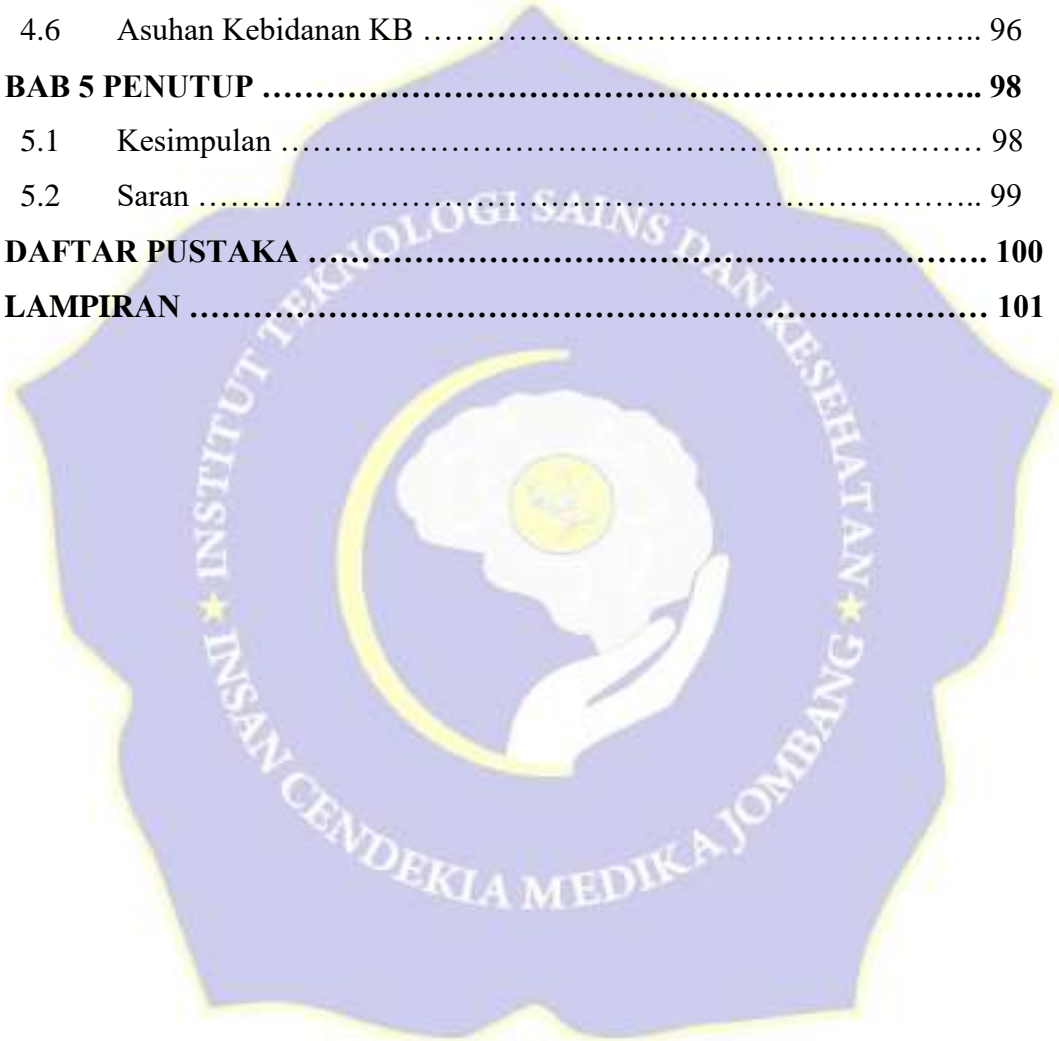 4.6 Asuhan Kebidanan KB ……………………………………………….. 96
BAB 5 PENUTUP ………………………………………………………….. 98
5.1 Kesimpulan …………………………………………………………… 98
5.2 Saran ………………………………………………………………….. 99
DAFTAR PUSTAKA ………………………………………………………. 100
LAMPIRAN ………………………………………………………………… 101
INSTITUT TEKNOLOGI SAINS DAN KESEHATAN
INSAN CENDEKIA MEDIKA JOMBANG